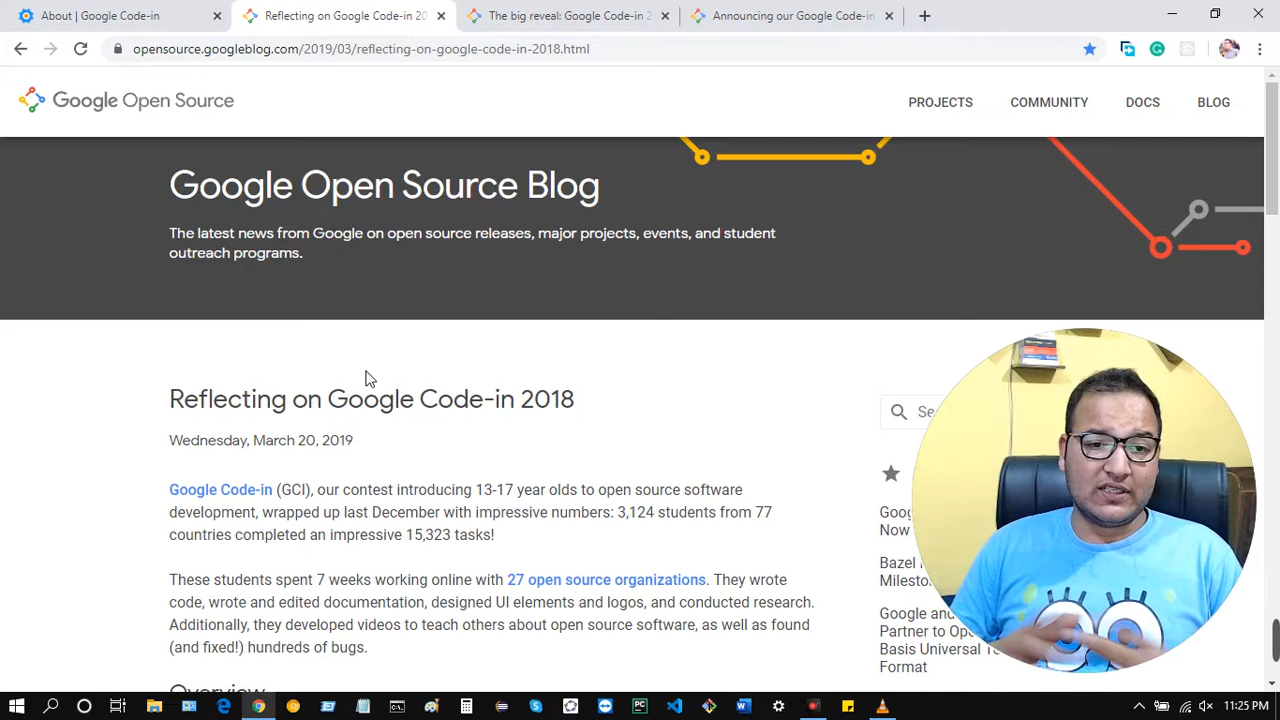 About | Google Code-in
Reflecting on Google Code-in 20
The big reveal: Google Code-in 2
Announcing our Google Code-in
opensource.googleblog.com/2019/03/reflecting-on-google-code-in-2018.html
Google Open Source
PROJECTS COMMUNITY DOCS BLOG
Google Open Source Blog
The latest news from Google on open source releases, major projects, events, and student
outreach programs.
Reflecting on Google Code-in 2018
Wednesday, March 20, 2019
Google Code-in (GCI), our contest introducing 13-17 year olds to open source software
development, wrapped up last December with impressive numbers: 3,124 students from 77
countries completed an impressive 15,323 tasks!
These students spent 7 weeks working online with 27 open source organizations. They wrote
code, wrote and edited documentation, designed UI elements and logos, and conducted research.
Additionally, they developed videos to teach others about open source software, as well as found
(and fixed!) hundreds of bugs.
Overview
Se
Goog
Now
Bazel
Milesto
Google and
Partner to Op
Basis Universal Te
Format
11:25 PM